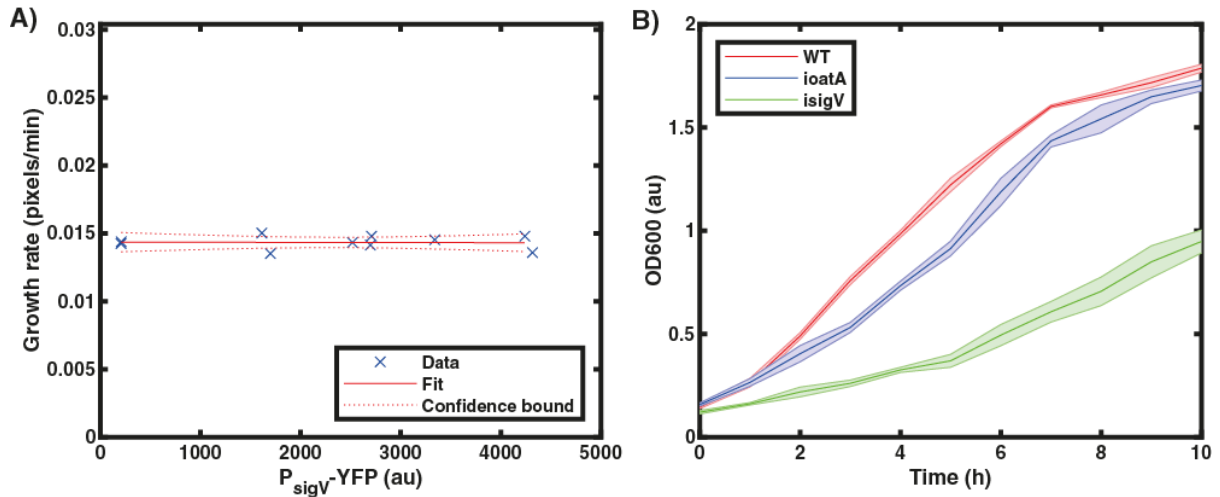 A)
Growth rate (pixels/min)
0.03
0.025
0.02
0.015
0.01
0.005
0
Data
Fit
Confidence bound
0 1000 2000 3000 4000 5000
PsigV-YFP (au)
B)
OD600 (au)
2
1.5
1
0.5
0
WT
ioatA
isigV
0 2 4 6 8 10
Time (h)